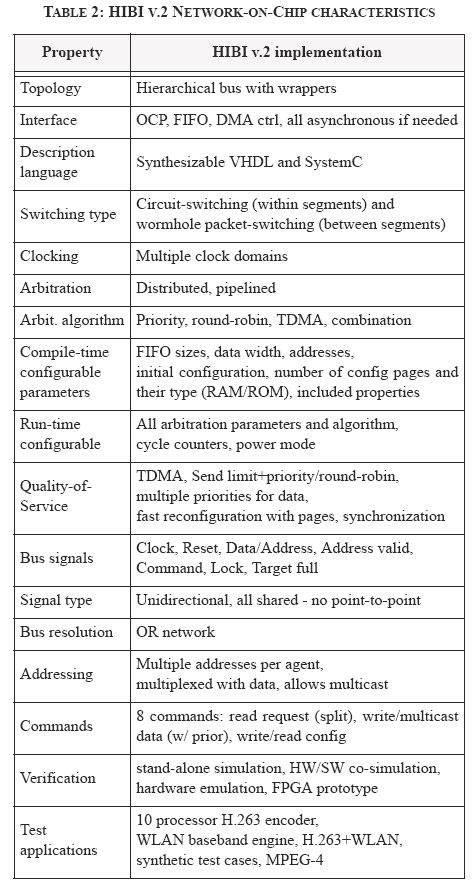 TABLE 2: HIBI V.2 NETWORK-ON-CHIP CHARACTERISTICS
Property HIBI v.2 implementation
Topology Hierarchical bus with wrappers
Interface OCP, FIFO, DMA ctrl, all asynchronous if needed
Description
language
Synthesizable VHDL and SystemC
Switching type
Circuit-switching (within segments) and
wormhole packet-switching (between segments)
Clocking Multiple clock domains
Arbitration Distributed, pipelined
Arbit. algorithm Priority, round-robin, TDMA, combination
Compile-time
configurable
parameters
FIFO sizes, data width, addresses,
initial configuration, number of config pages and
their type (RAM/ROM), included properties
Run-time
configurable
All arbitration parameters and algorithm,
cycle counters, power mode
Quality-of-
Service
TDMA, Send limit+priority/round-robin,
multiple priorities for data,
fast reconfiguration with pages, synchronization
Bus signals
Clock, Reset, Data/Address, Address valid,
Command, Lock, Target full
Signal type Unidirectional, all shared - no point-to-point
Bus resolution OR network
Addressing
Multiple addresses per agent,
multiplexed with data, allows multicast
Commands
8 commands: read request (split), write/multicast
data (w/ prior), write/read config
Verification
stand-alone simulation, HW/SW co-simulation,
hardware emulation, FPGA prototype
Test
applications
10 processor H.263 encoder,
WLAN baseband engine, H.263+WLAN,
synthetic test cases, MPEG-4